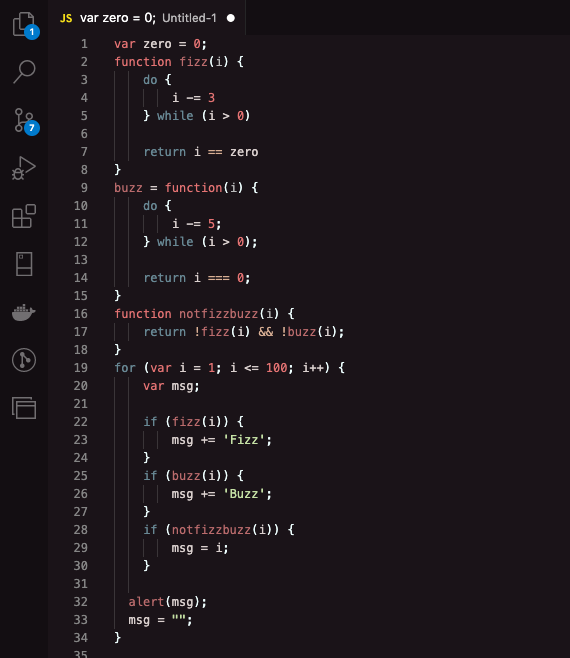 JS var zero = 0; Untitled-1
1
7
1 var zero = 0;
2 function fizz(i) {
3 do {
4 i -= 3
5 } while (i > 0)
6
7 return i == zero
8 }
9 buzz = function(i) {
10 do {
11 i -= 5;
12 } while (i > 0);
13
14 return i === 0;
15 }
16 function notfizzbuzz(i) {
17 return !fizz(i) && !buzz(i);
18 }
19 for (var i = 1; i <= 100; i++) {
20 var msg;
21
22 if (fizz(i)) {
23 msg += 'Fizz';
24 }
25 if (buzz(i)) {
26 msg += 'Buzz';
27 }
28 if (notfizzbuzz(i)) {
29 msg = i;
30 }
31
32 alert(msg);
33 msg = "";
34 }
35